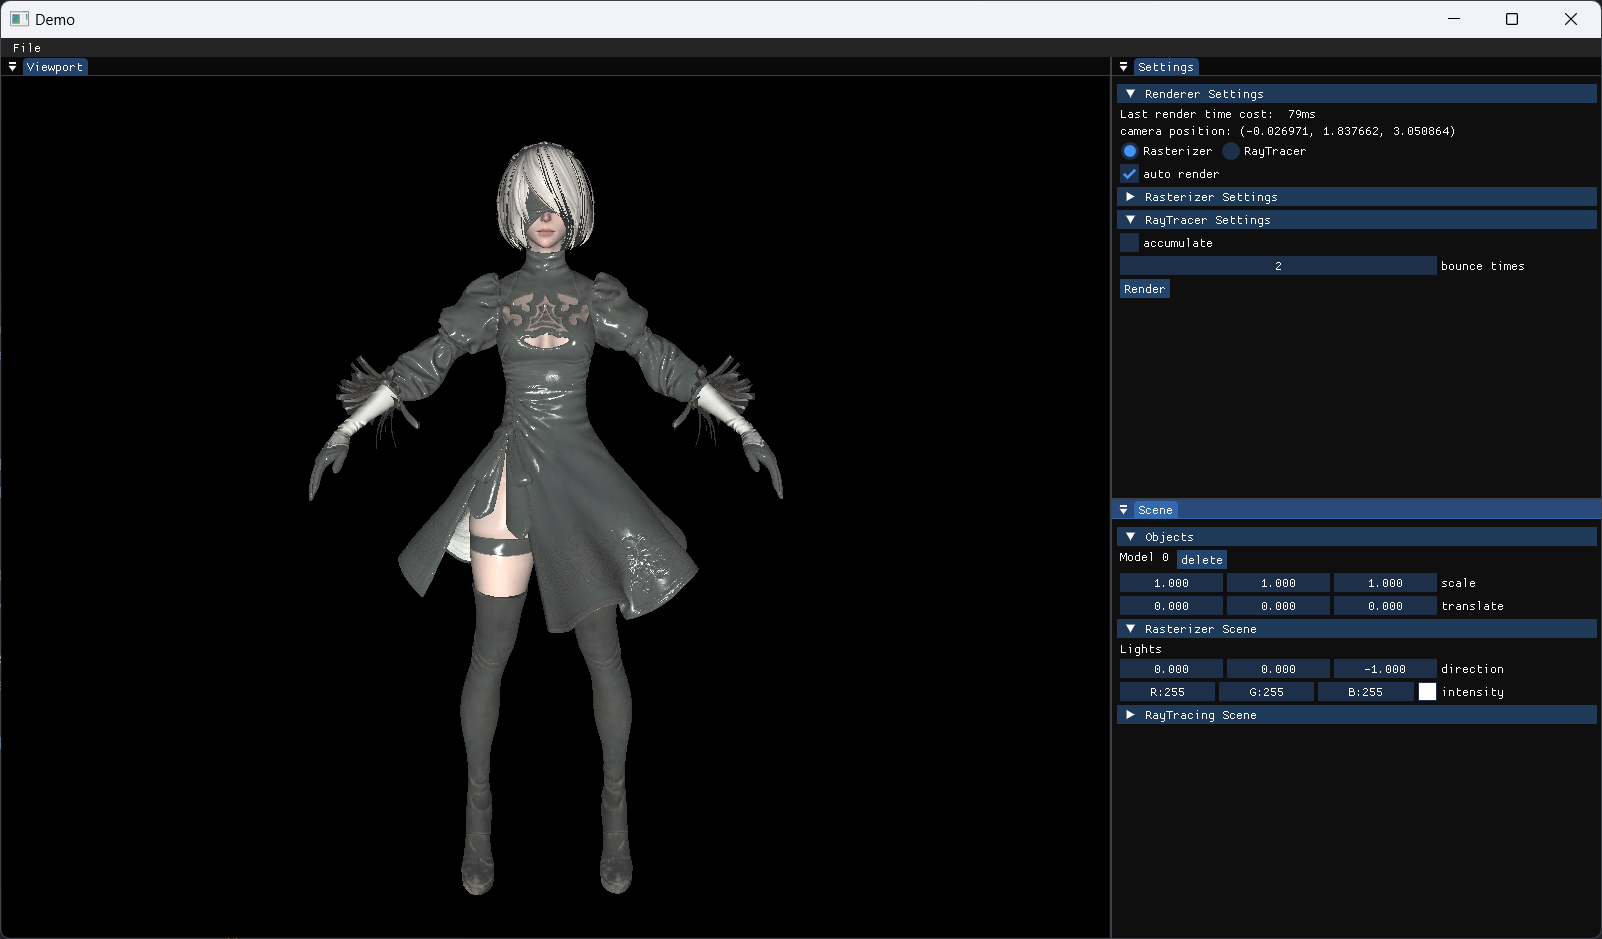 Demo
File
Viewport
Settings
Renderer Settings
Last render time cost:  79ms
camera position: (-0.026971, 1.837662, 3.050864)
Rasterizer RayTracer
auto render
Rasterizer Settings
RayTracer Settings
accumulate
2 bounce times
Render
Scene
Objects
Model 0 delete
1.000 1.000 1.000 scale
0.000 0.000 0.000 translate
Rasterizer Scene
Lights
0.000 0.000 -1.000 direction
R:255 G:255 B:255 intensity
RayTracing Scene